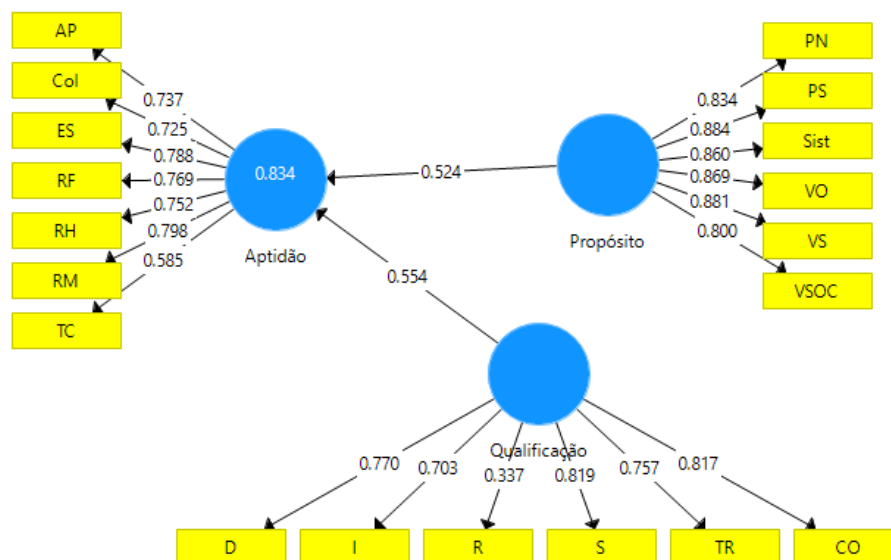 AP
Col
ES
RF
RH
RM
TC
0.737
0.725
0.788
0.769
0.752
0.798
0.585
0.834
Aptidão
0.524
0.554
Propósito
0.834
0.884
0.860
0.869
0.881
0.800
PN
PS
Sist
VO
VS
VSOC
Qualificação
0.770
0.703
0.337
0.819
0.757
0.817
D
I
R
S
TR
CO